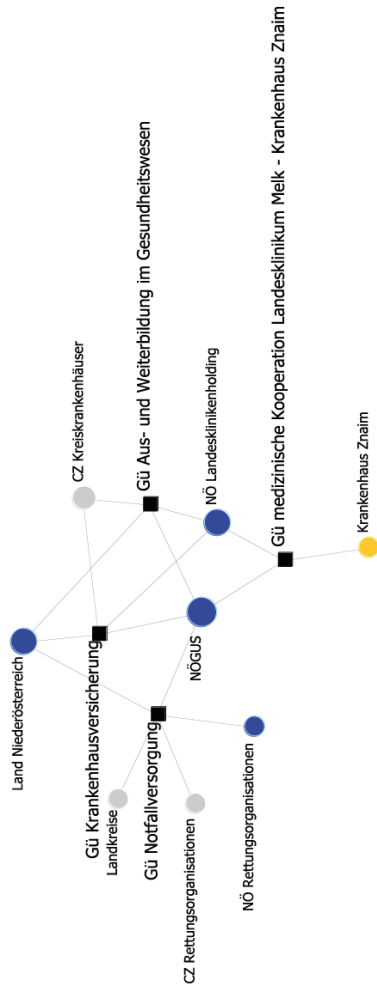 Land Niederösterreich
Gü Krankenhausversicherung
Landkreise
Gü Notfallversorgung
CZ Rettungsorganisationen
NÖ Rettungsorganisationen
NÖGUS
CZ Kreiskrankenhäuser
Gü Aus- und Weiterbildung im Gesundheitswesen
NÖ Landesklinikenholding
Gü medizinische Kooperation Landesklinikum Melk - Krankenhaus Znaim
Krankenhaus Znaim